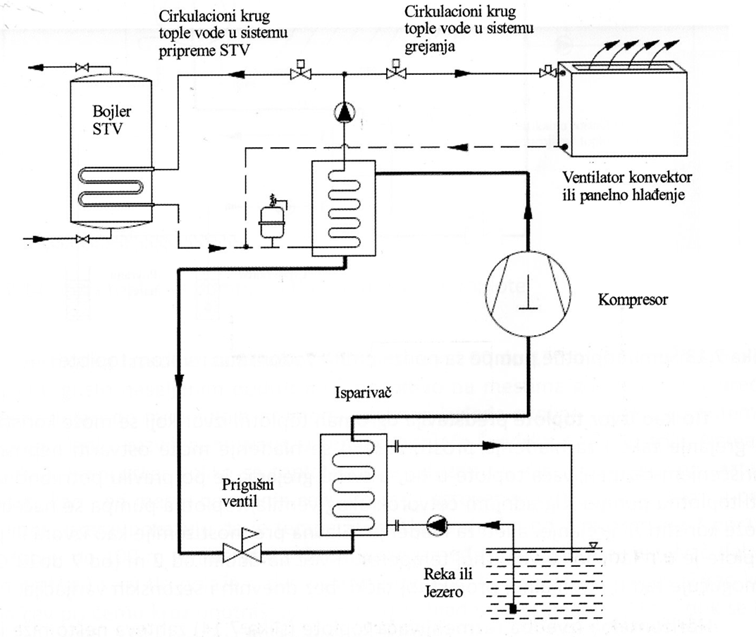 Cirkulacioni krug
tople vode u sistemu
pripreme STV
Cirkulacioni krug
tople vode u sistemu
grejanja
Bojler
STV
Ventilator konvektor
ili panelno hlađenje
Kompresor
Isparivač
Prigušni
ventil
Reka ili
Jezero